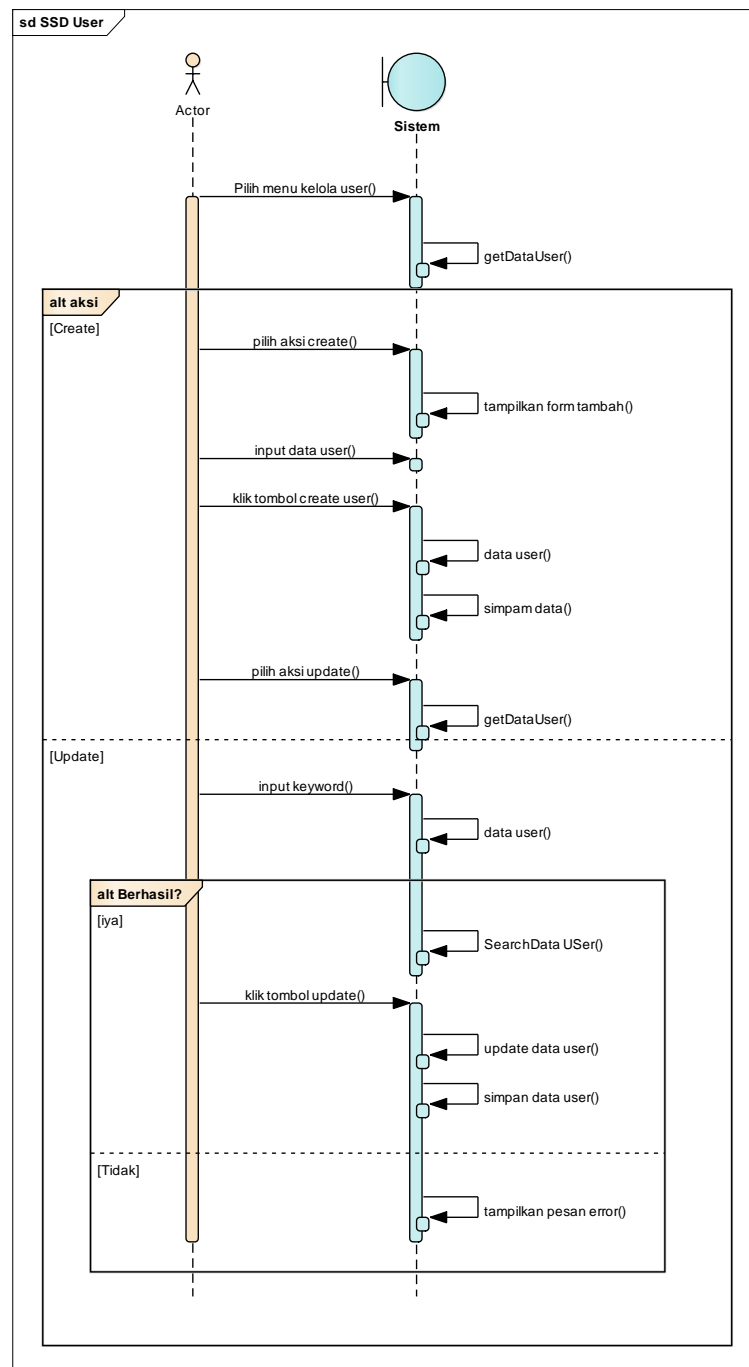 sd SSD User
Actor
Sistem
Pilih menu kelola user()
getDataUser()
alt aksi
[Create]
pilih aksi create()
tampilkan form tambah()
input data user()
klik tombol create user()
data user()
simpam data()
pilih aksi update()
getDataUser()
[Update]
input keyword()
data user()
alt Berhasil?
[iya]
SearchData USer()
klik tombol update()
update data user()
simpan data user()
[Tidak]
tampilkan pesan error()